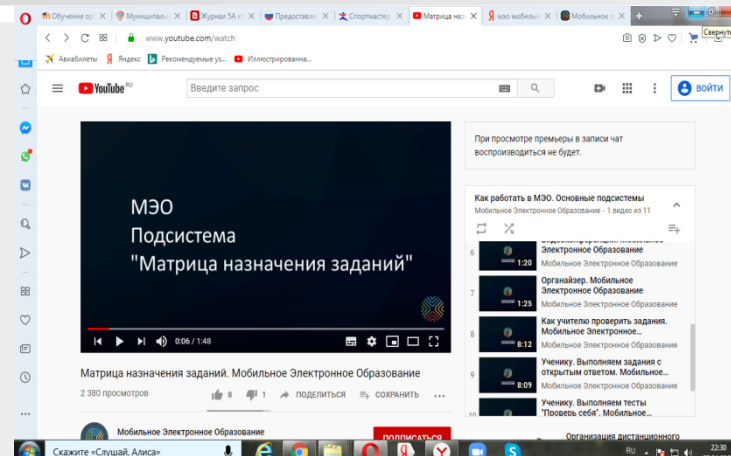 Обучение ор
Муниципаль
Журнал 5А к
Предоставле
Спортмастер
Матрица наз
мэо мобильн
Мобильное э
Свернуть
www.youtube.com/watch
Авиабилеты
Яндекс
Рекомендуемые уз...
Иллюстрированна...
YouTube RU
Введите запрос
ВОЙТИ
МЭО
Подсистема
"Матрица назначения заданий"
0:06 / 1:48
Матрица назначения заданий. Мобильное Электронное Образование
2 380 просмотров
8
1
ПОДЕЛИТЬСЯ
СОХРАНИТЬ
Мобильное Электронное Образование
ПОДПИСАТЬСЯ
При просмотре премьеры в записи чат
воспроизводиться не будет.
Как работать в МЭО. Основные подсистемы
Мобильное Электронное Образование - 1 видео из 11
6
1:20
Электронное Образование
Мобильное Электронное Образование
7
1:25
Органайзер. Мобильное
Электронное Образование
Мобильное Электронное Образование
8
8:12
Как учителю проверить задания.
Мобильное Электронное...
Мобильное Электронное Образование
9
8:09
Ученику. Выполняем задания с
открытым ответом. Мобильное...
Мобильное Электронное Образование
10
Ученику. Выполняем тесты
"Проверь себя". Мобильное...
Организация дистанционного
Скажите «Слушай, Алиса»
RU
22:30